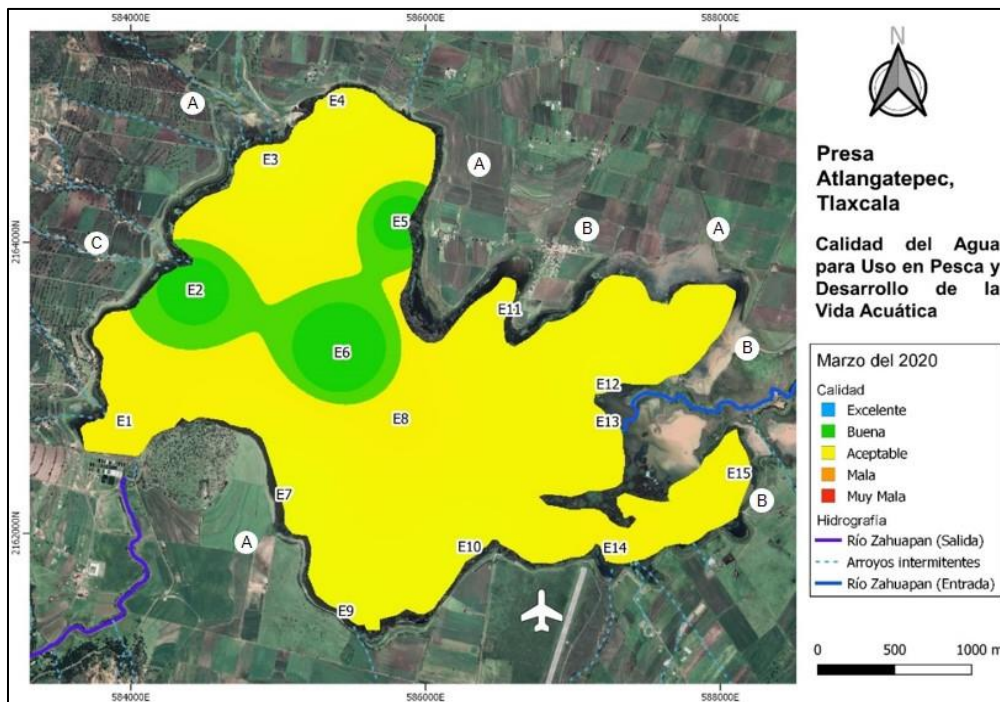 584000E
586000E
588000E
N
A
E4
E3
A
2164000N
C
B
A
E5
E2
E11
E6
B
E12
E8
E13
E1
E7
E15
B
2162000N
A
E10
E14
E9
584000E
586000E
588000E
Presa
Atlangatepec,
Tlaxcala
Calidad del Agua
para Uso en Pesca y
Desarrollo de la
Vida Acuática
Marzo del 2020
Calidad
Excelente
Buena
Aceptable
Mala
Muy Mala
Hidrografía
Río Zahuapan (Salida)
Arroyos intermitentes
Río Zahuapan (Entrada)
0 500 1000 m